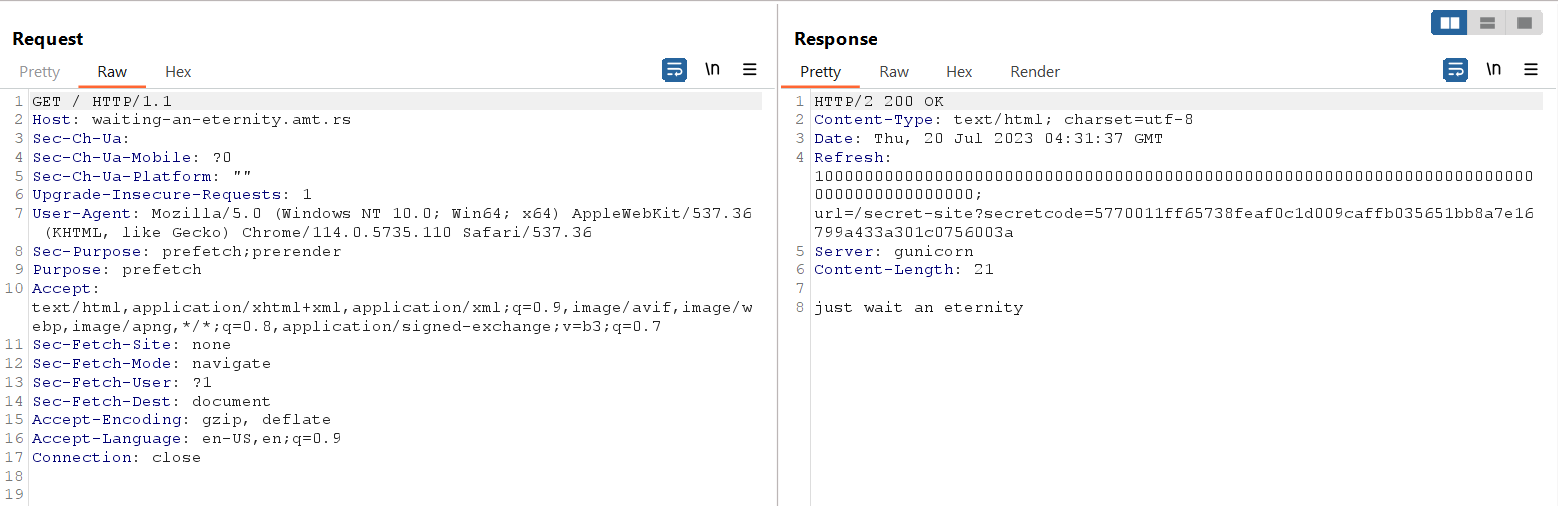 Request
Pretty Raw Hex \n
1 GET / HTTP/1.1
2 Host: waiting-an-eternity.amt.rs
3 Sec-Ch-Ua:
4 Sec-Ch-Ua-Mobile: ?0
5 Sec-Ch-Ua-Platform: ""
6 Upgrade-Insecure-Requests: 1
7 User-Agent: Mozilla/5.0 (Windows NT 10.0; Win64; x64) AppleWebKit/537.36
(KHTML, like Gecko) Chrome/114.0.5735.110 Safari/537.36
8 Sec-Purpose: prefetch;prerender
9 Purpose: prefetch
10 Accept:
text/html,application/xhtml+xml,application/xml;q=0.9,image/avif,image/w
ebp,image/apng,*/*;q=0.8,application/signed-exchange;v=b3;q=0.7
11 Sec-Fetch-Site: none
12 Sec-Fetch-Mode: navigate
13 Sec-Fetch-User: ?1
14 Sec-Fetch-Dest: document
15 Accept-Encoding: gzip, deflate
16 Accept-Language: en-US,en;q=0.9
17 Connection: close
18
19
Response
Pretty Raw Hex Render \n
1 HTTP/2 200 OK
2 Content-Type: text/html; charset=utf-8
3 Date: Thu, 20 Jul 2023 04:31:37 GMT
4 Refresh:
100000000000000000000000000000000000000000000000000000000000000000000000
0000000000000000;
url=/secret-site?secretcode=5770011ff65738feaf0c1d009caffb035651bb8a7e16
799a433a301c0756003a
5 Server: gunicorn
6 Content-Length: 21
7
8 just wait an eternity